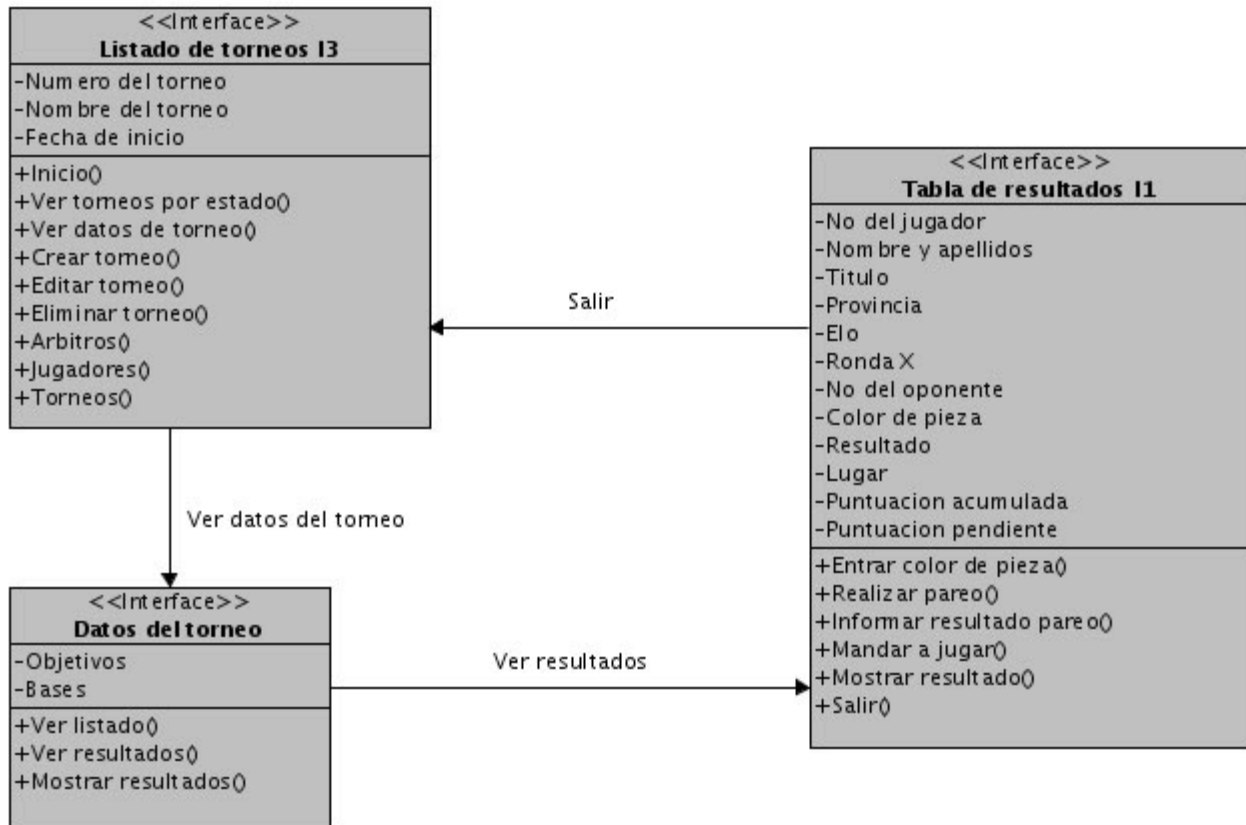 <<Interface>>
Listado de torneos I3
-Numero del torneo
-Nombre del torneo
-Fecha de inicio
+Inicio()
+Ver torneos por estado()
+Ver datos de torneo()
+Crear torneo()
+Editar torneo()
+Eliminar torneo()
+Arbitros()
+Jugadores()
+Torneos()
Salir
<<Interface>>
Tabla de resultados I1
-No del jugador
-Nombre y apellidos
-Titulo
-Provincia
-Elo
-Ronda X
-No del oponente
-Color de pieza
-Resultado
-Lugar
-Puntuacion acumulada
-Puntuacion pendiente
+Entrar color de pieza()
+Realizar pareo()
+Informar resultado pareo()
+Mandar a jugar()
+Mostrar resultado()
+Salir()
Ver datos del torneo
<<Interface>>
Datos del torneo
-Objetivos
-Bases
+Ver listado()
+Ver resultados()
+Mostrar resultados()
Ver resultados